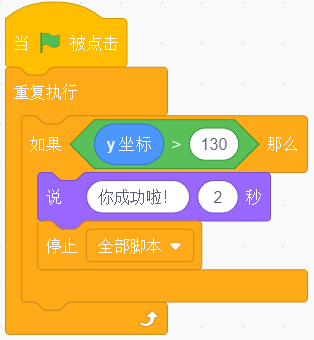 当 被点击
重复执行
如果 y 坐标 > 130 那么
说 你成功啦! 2 秒
停止 全部脚本